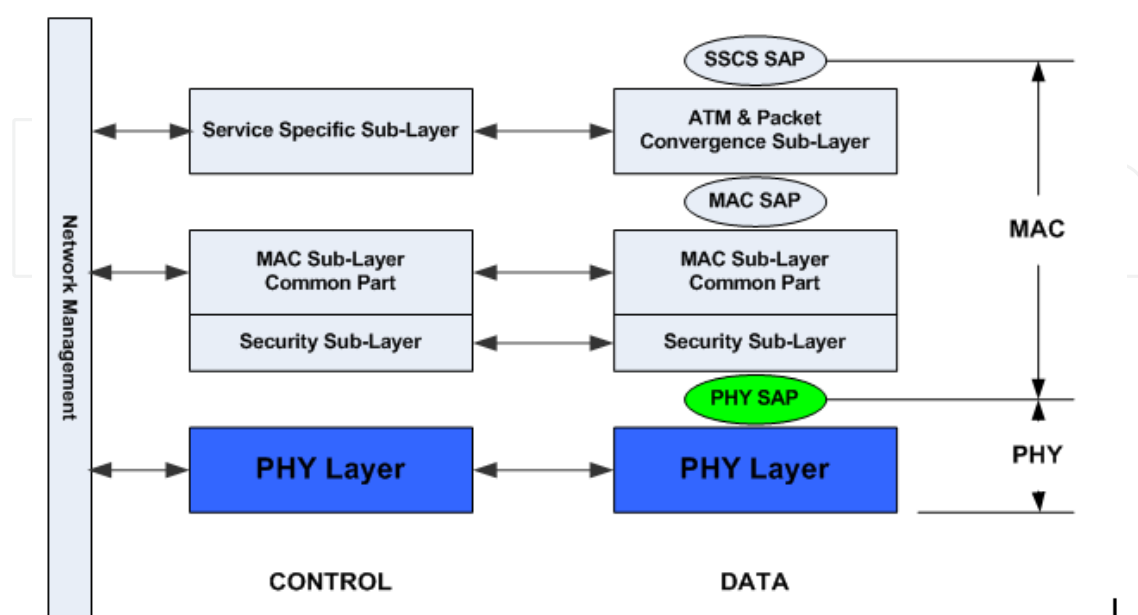 SSCS SAP
Service Specific Sub-Layer
ATM & Packet
Convergence Sub-Layer
MAC SAP
MAC
Network Management
MAC Sub-Layer
Common Part
MAC Sub-Layer
Common Part
Security Sub-Layer
Security Sub-Layer
PHY SAP
PHY Layer
PHY Layer
PHY
CONTROL
DATA